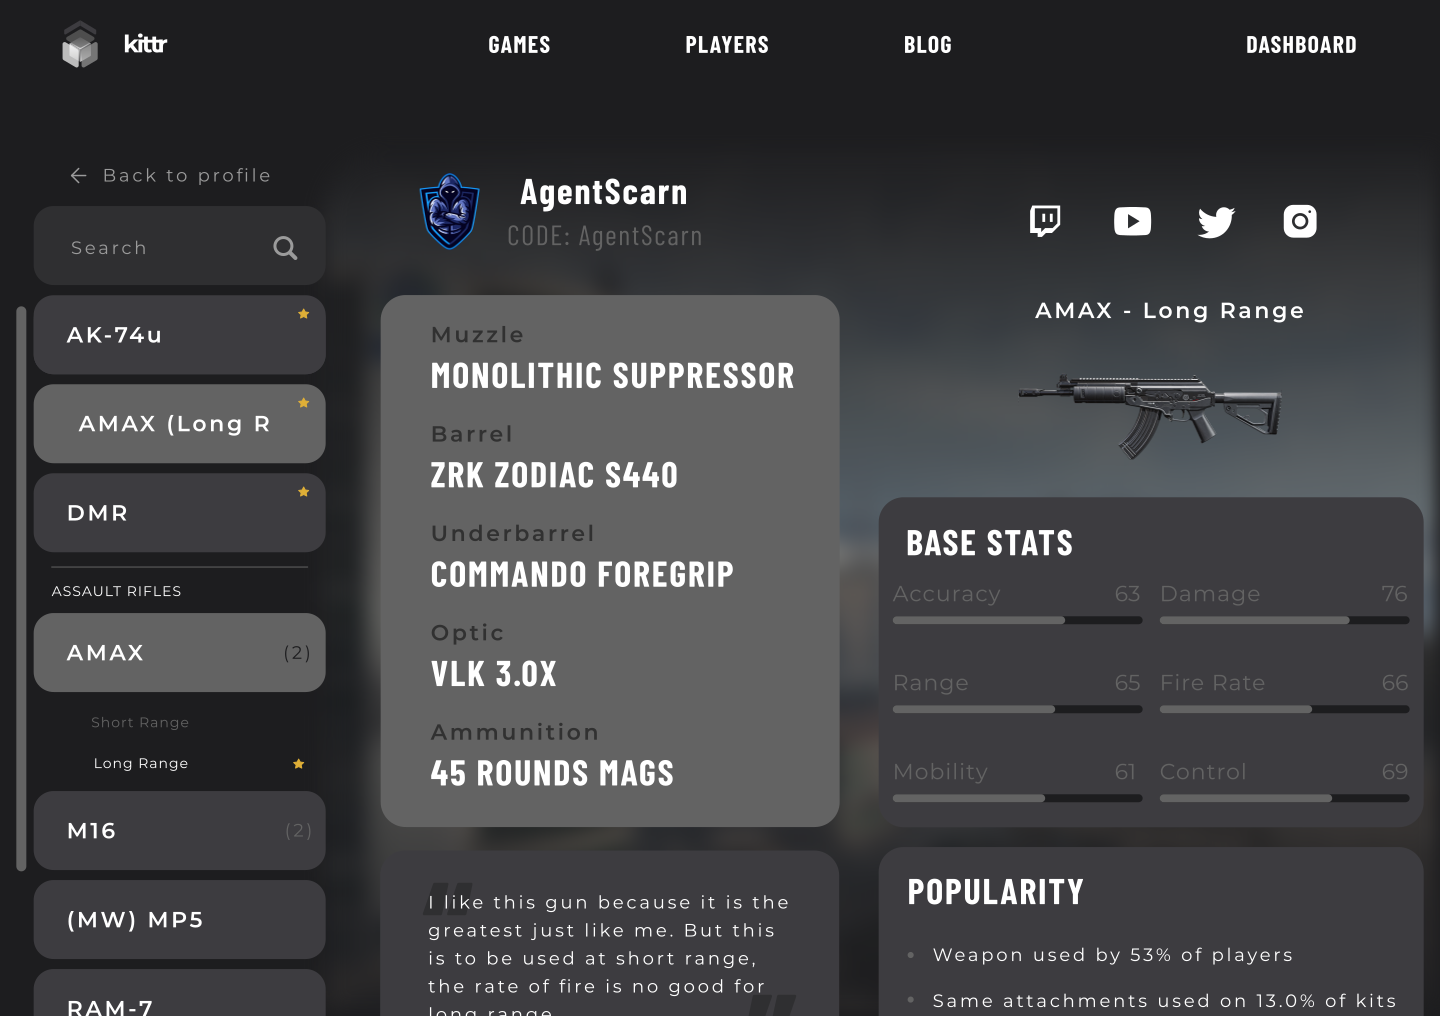 kittr
GAMES
PLAYERS
BLOG
DASHBOARD
Back to profile
Search
AK-74u
AMAX (Long R
DMR
ASSAULT RIFLES
AMAX (2)
Short Range
Long Range
M16 (2)
(MW) MP5
RAM-7
AgentScarn
CODE: AgentScarn
Muzzle
MONOLITHIC SUPPRESSOR
Barrel
ZRK ZODIAC S440
Underbarrel
COMMANDO FOREGRIP
Optic
VLK 3.0X
Ammunition
45 ROUNDS MAGS
I like this gun because it is the
greatest just like me. But this
is to be used at short range,
the rate of fire is no good for
long range
AMAX - Long Range
BASE STATS
Accuracy 63
Damage 76
Range 65
Fire Rate 66
Mobility 61
Control 69
POPULARITY
Weapon used by 53% of players
Same attachments used on 13.0% of kits